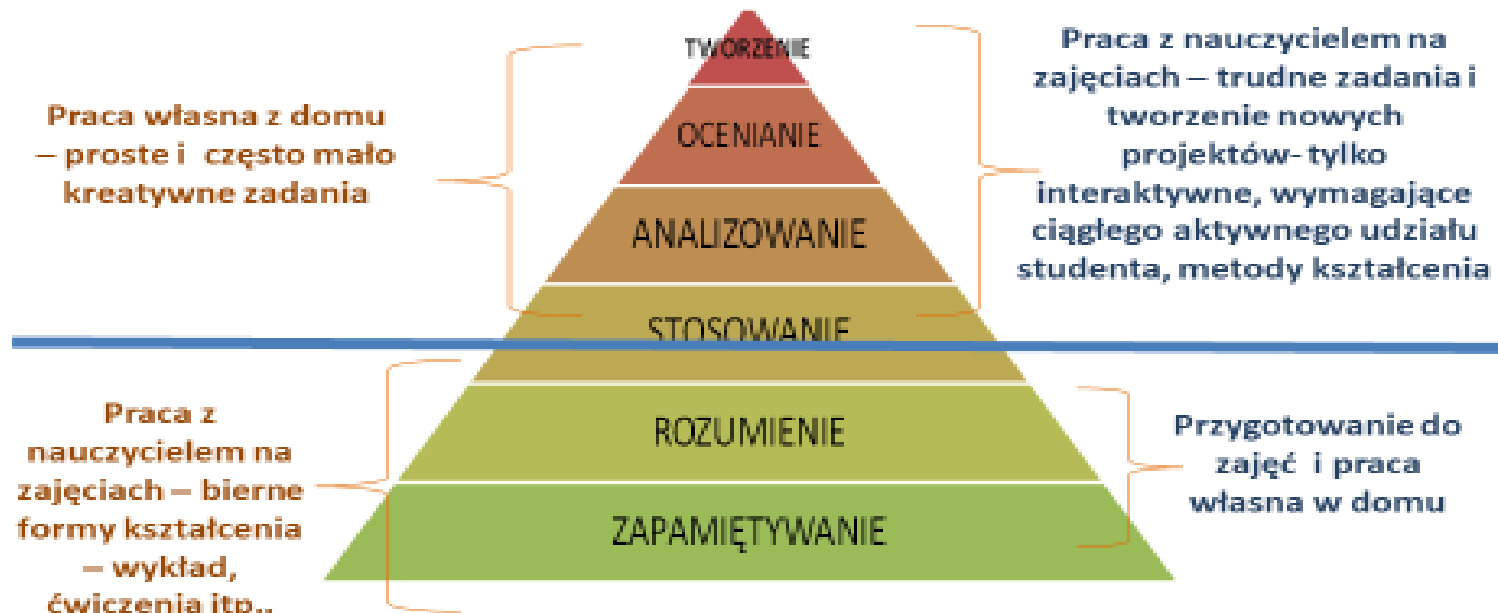 Praca własna z domu
– proste i często mało
kreatywne zadania
TWORZENIE
OCENIANIE
ANALIZOWANIE
STOSOWANIE
ROZUMIENIE
ZAPAMIĘTYWANIE
Praca z nauczycielem na
zajęciach – trudne zadania i
tworzenie nowych
projektów- tylko
interaktywne, wymagające
ciągłego aktywnego udziału
studenta, metody kształcenia
Praca z
nauczycielem na
zajęciach – bierne
formy kształcenia
– wykład,
ćwiczenia itp..
Przygotowanie do
zajęć i praca
własna w domu